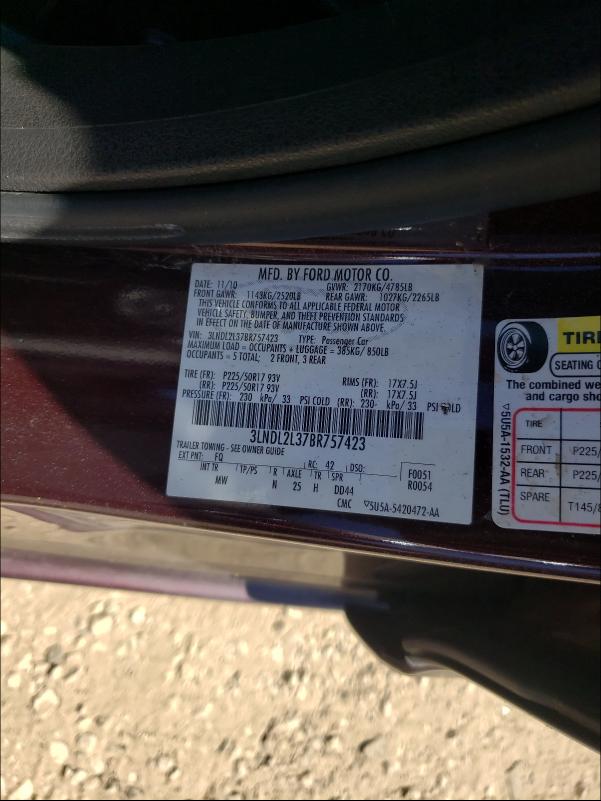 MFD. BY FORD MOTOR CO.
DATE: 11/10 GVWR: 2170KG/4785LB
FRONT GAWR: 1143KG/2520LB REAR GAWR: 1027KG/2265LB
THIS VEHICLE CONFORMS TO ALL APPLICABLE FEDERAL MOTOR
VEHICLE SAFETY, BUMPER, AND THEFT PREVENTION STANDARDS
IN EFFECT ON THE DATE OF MANUFACTURE SHOWN ABOVE.
VIN: 3LNDL2L37BR757423 TYPE: Passenger Car
MAXIMUM LOAD = OCCUPANTS + LUGGAGE = 385KG/ 850LB
OCCUPANTS = 5 TOTAL: 2 FRONT, 3 REAR
TIRE (FR): P225/50R17 93V RIMS (FR): 17X7.5J
(RR): P225/50R17 93V (RR): 17X7.5J
PRESSURE (FR): 230 kPa/ 33 PSI COLD (RR): 230 kPa/ 33 PSI COLD
3LNDL2L37BR757423
TRAILER TOWING - SEE OWNER GUIDE
EXT PNT: FQ RC: 42 DSO: F0051
INT TR TP/PS R AXLE TR SPR R0054
MW N 25 H DD44
CMC ▽5U5A-5420472-AA
TIRE
SEATING C
The combined we
and cargo sho
TIRE
FRONT P225/
REAR P225/
SPARE T145/8
▽5U5A-1532-AA (TLU)